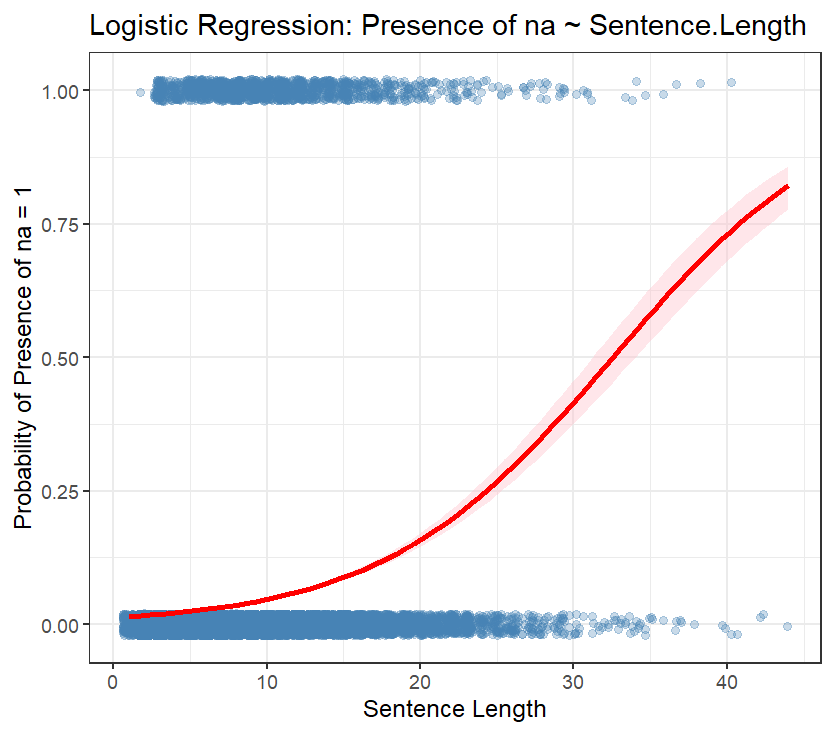 Logistic Regression: Presence of na ~ Sentence.Length
Probability of Presence of na = 1
1.00
0.75
0.50
0.25
0.00
0 10 20 30 40
Sentence Length